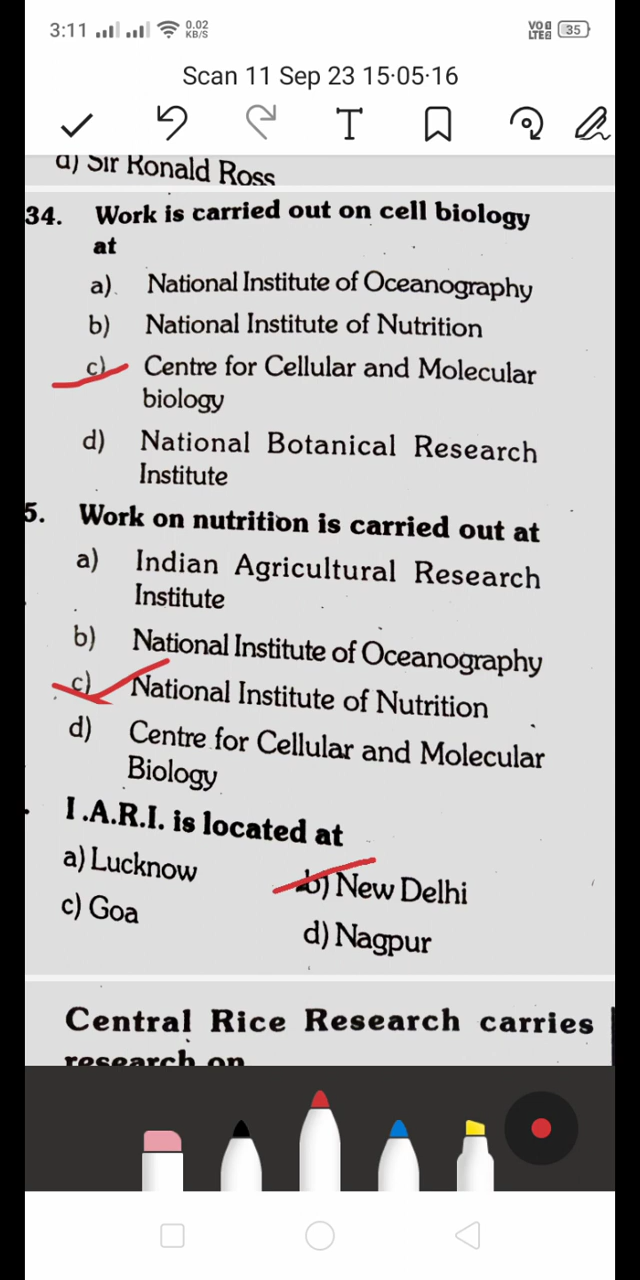 3:11 0.02 KB/S VO LTE 35
Scan 11 Sep 23 15·05·16
T
d) Sir Ronald Ross
34. Work is carried out on cell biology
at
a) National Institute of Oceanography
b) National Institute of Nutrition
c) Centre for Cellular and Molecular
biology
d) National Botanical Research
Institute
5. Work on nutrition is carried out at
a) Indian Agricultural Research
Institute
b) National Institute of Oceanography
c) National Institute of Nutrition
d) Centre for Cellular and Molecular
Biology
I.A.R.I. is located at
a) Lucknow b) New Delhi
c) Goa d) Nagpur
Central Rice Research carries
research on